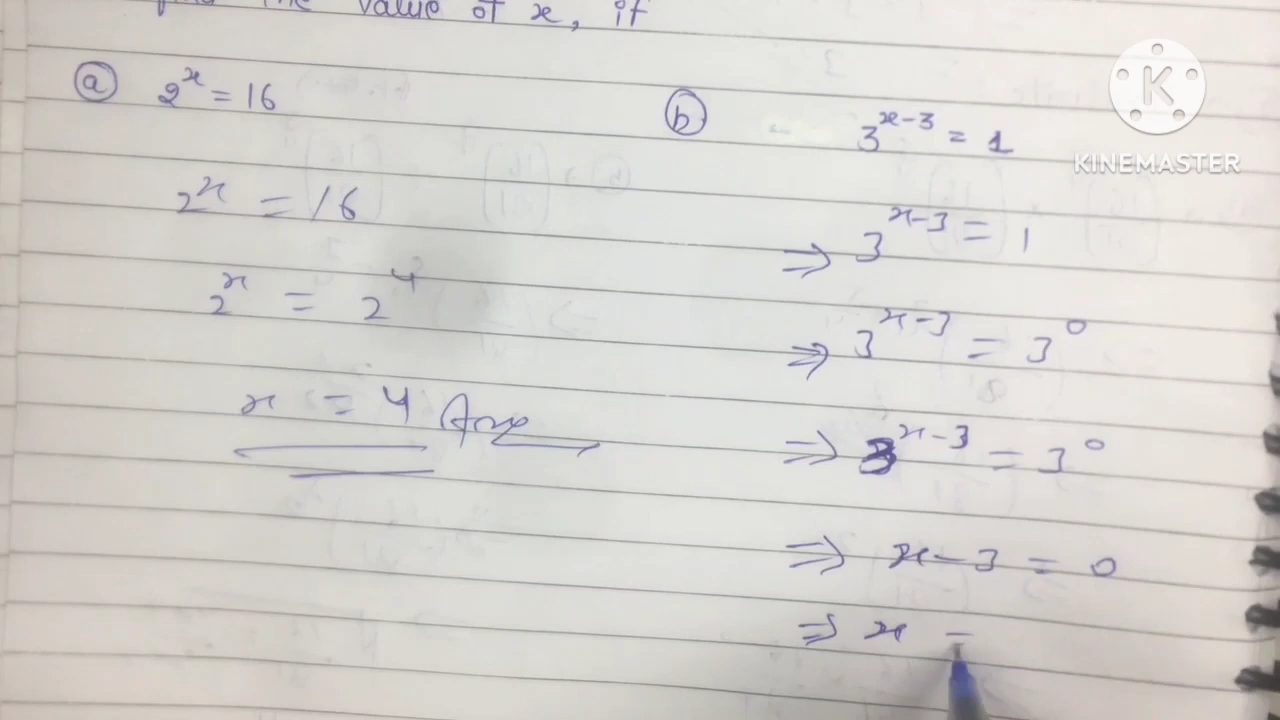 the value of x, if
ⓐ 2^x = 16
2^x = 16
2^x = 2^4
x = 4 Ans
ⓑ 3^{x-3} = 1
⇒ 3^{x-3} = 1
⇒ 3^{x-3} = 3^0
⇒ 3^{x-3} = 3^0
⇒ x-3 = 0
⇒ x =
K
KINEMASTER